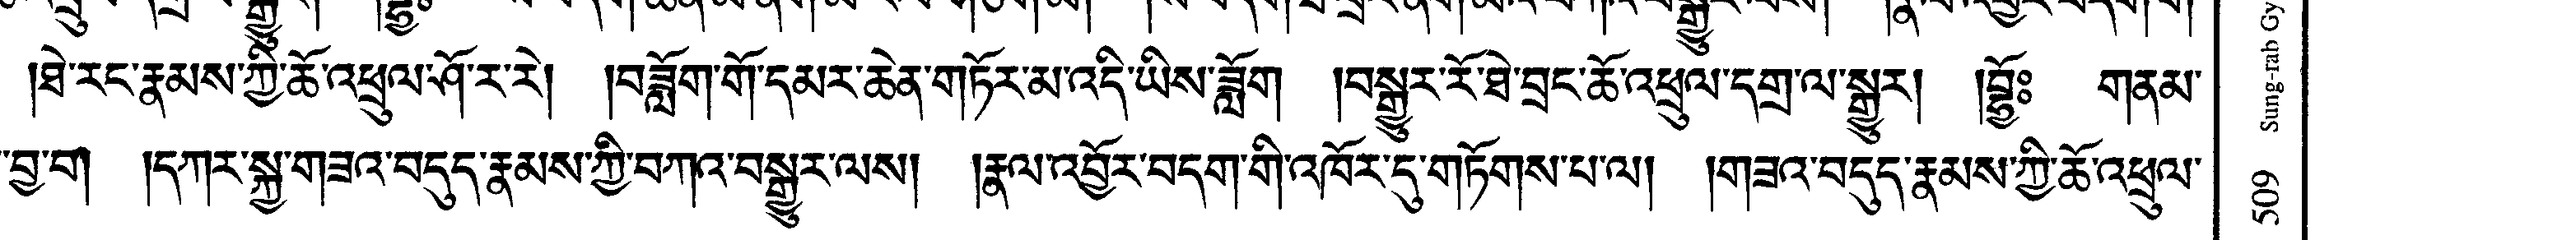 །ཐེ་རང་རྣམས་ཀྱི་ཆོ་འཕྲུལ་ཤོ་ར་རེ། །བཟློག་གོ་དམར་ཆེན་གཏོར་མ་འདི་ཡིས་ཟློག །བསྒྱུར་རོ་ཐེ་བྲང་ཆོ་འཕྲུལ་དགྲ་ལ་སྒྱུར། །བྷྱོཿ གནམ་
་བྱ་བ། །དཀར་སྐྱ་གཟའ་བདུད་རྣམས་ཀྱི་བཀའ་བསྒྱུར་ལས། །རྣལ་འབྱོར་བདག་གི་འཁོར་དུ་གཏོགས་པ་ལ། །གཟའ་བདུད་རྣམས་ཀྱི་ཆོ་འཕྲུལ་
Sung-rab Gy
509